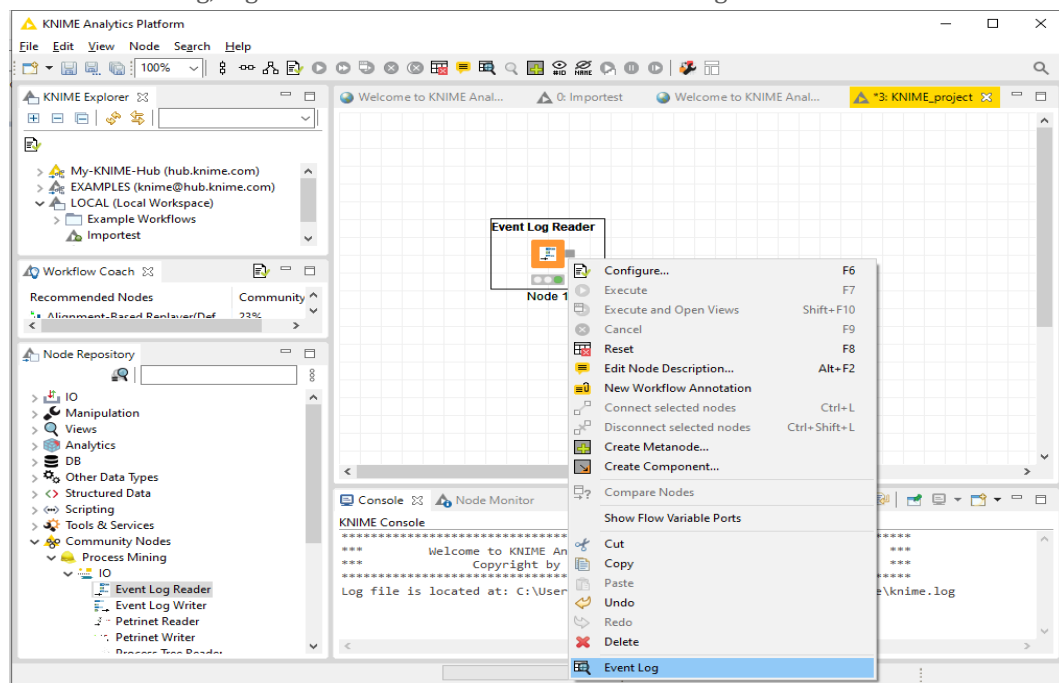 KNIME Analytics Platform
File Edit View Node Search Help
100%
KNIME Explorer
My-KNIME-Hub (hub.knime.com)
EXAMPLES (knime@hub.knime.com)
LOCAL (Local Workspace)
Example Workflows
Importest
Workflow Coach
Recommended Nodes Community
23%
Node Repository
IO
Manipulation
Views
Analytics
DB
Other Data Types
Structured Data
Scripting
Tools & Services
Community Nodes
Process Mining
IO
Event Log Reader
Event Log Writer
Petrinet Reader
Petrinet Writer
Process Tree Reader
Welcome to KNIME Anal... 0: Importest Welcome to KNIME Anal... *3: KNIME_project
Event Log Reader
Node 1
Configure... F6
Execute F7
Execute and Open Views Shift+F10
Cancel F9
Reset F8
Edit Node Description... Alt+F2
New Workflow Annotation
Connect selected nodes Ctrl+L
Disconnect selected nodes Ctrl+Shift+L
Create Metanode...
Create Component...
Compare Nodes
Show Flow Variable Ports
Cut
Copy
Paste
Undo
Redo
Delete
Event Log
Console Node Monitor
KNIME Console
*** Welcome to KNIME An ***
*** Copyright by ***
Log file is located at: C:\User e\knime.log